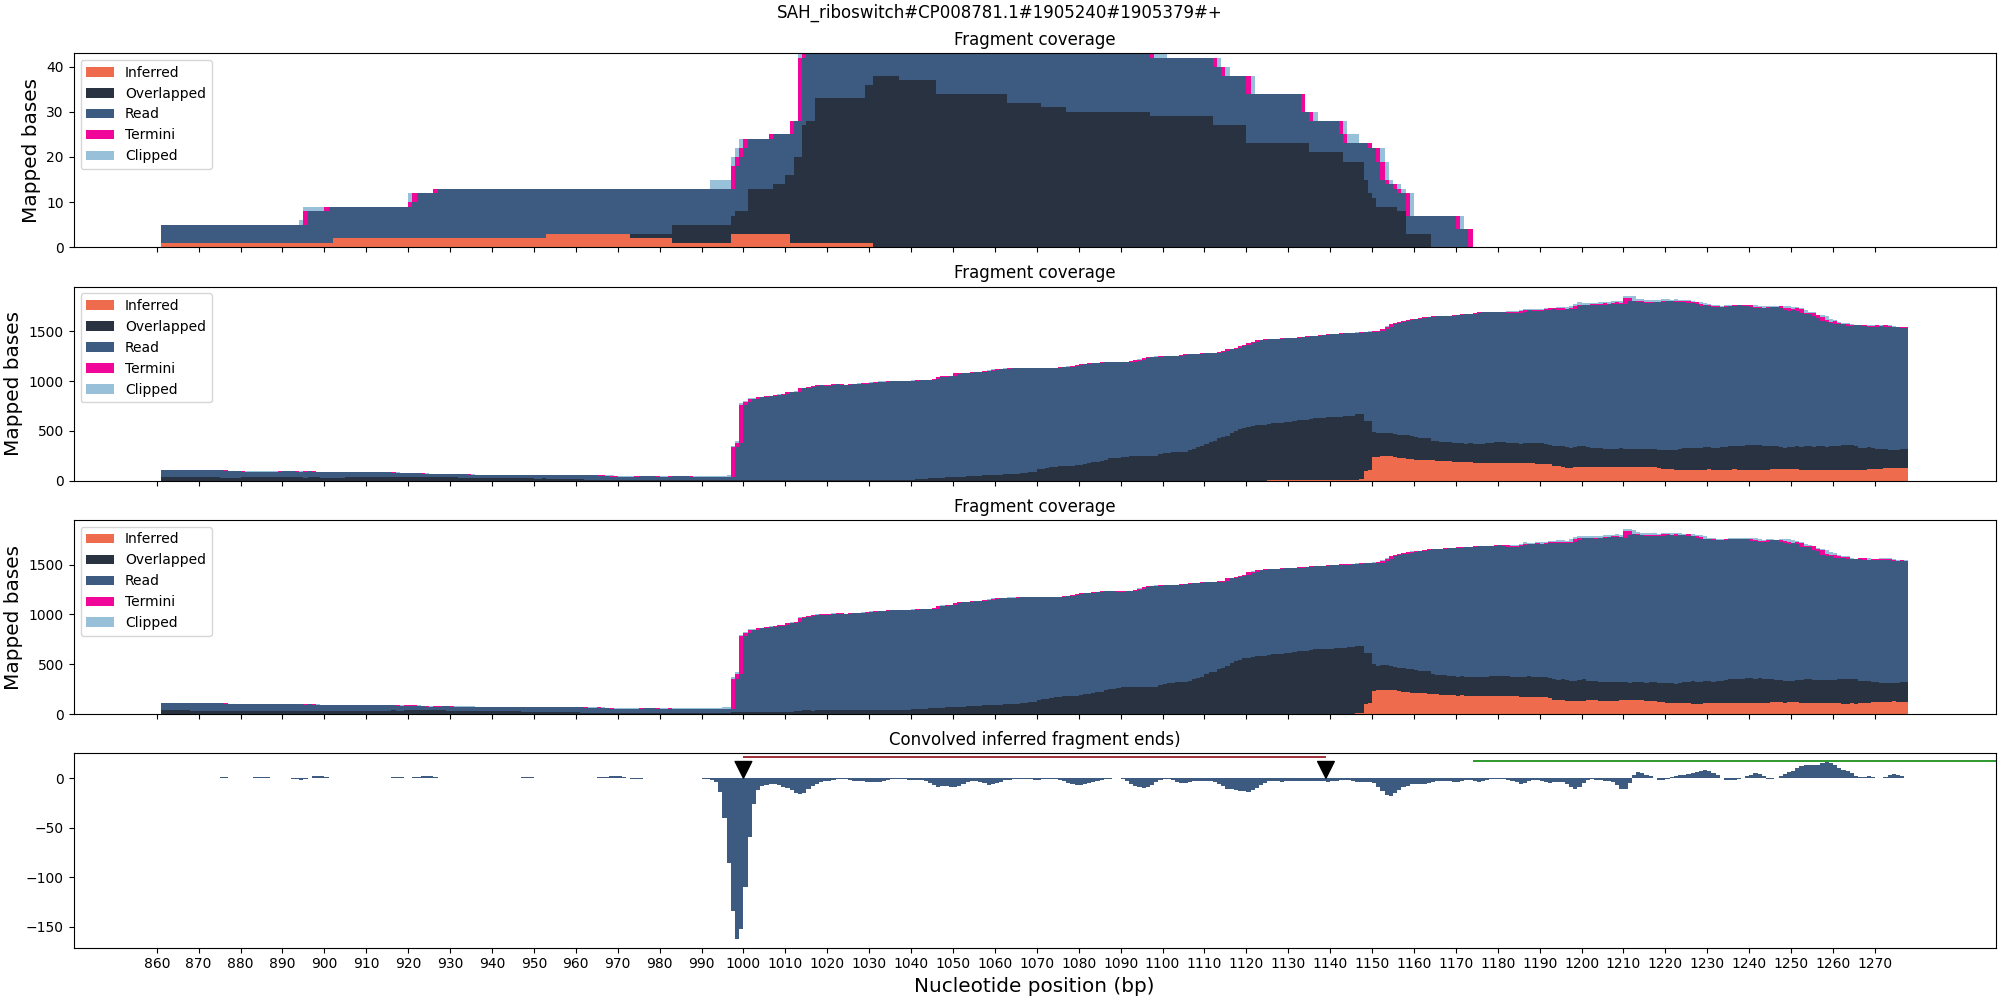 SAH_riboswitch#CP008781.1#1905240#1905379#+
Fragment coverage
Mapped bases
40
30
20
10
0
Inferred
Overlapped
Read
Termini
Clipped
Fragment coverage
Mapped bases
1500
1000
500
0
Inferred
Overlapped
Read
Termini
Clipped
Fragment coverage
Mapped bases
1500
1000
500
0
Inferred
Overlapped
Read
Termini
Clipped
Convolved inferred fragment ends)
0
−50
−100
−150
860 870 880 890 900 910 920 930 940 950 960 970 980 990 1000 1010 1020 1030 1040 1050 1060 1070 1080 1090 1100 1110 1120 1130 1140 1150 1160 1170 1180 1190 1200 1210 1220 1230 1240 1250 1260 1270
Nucleotide position (bp)